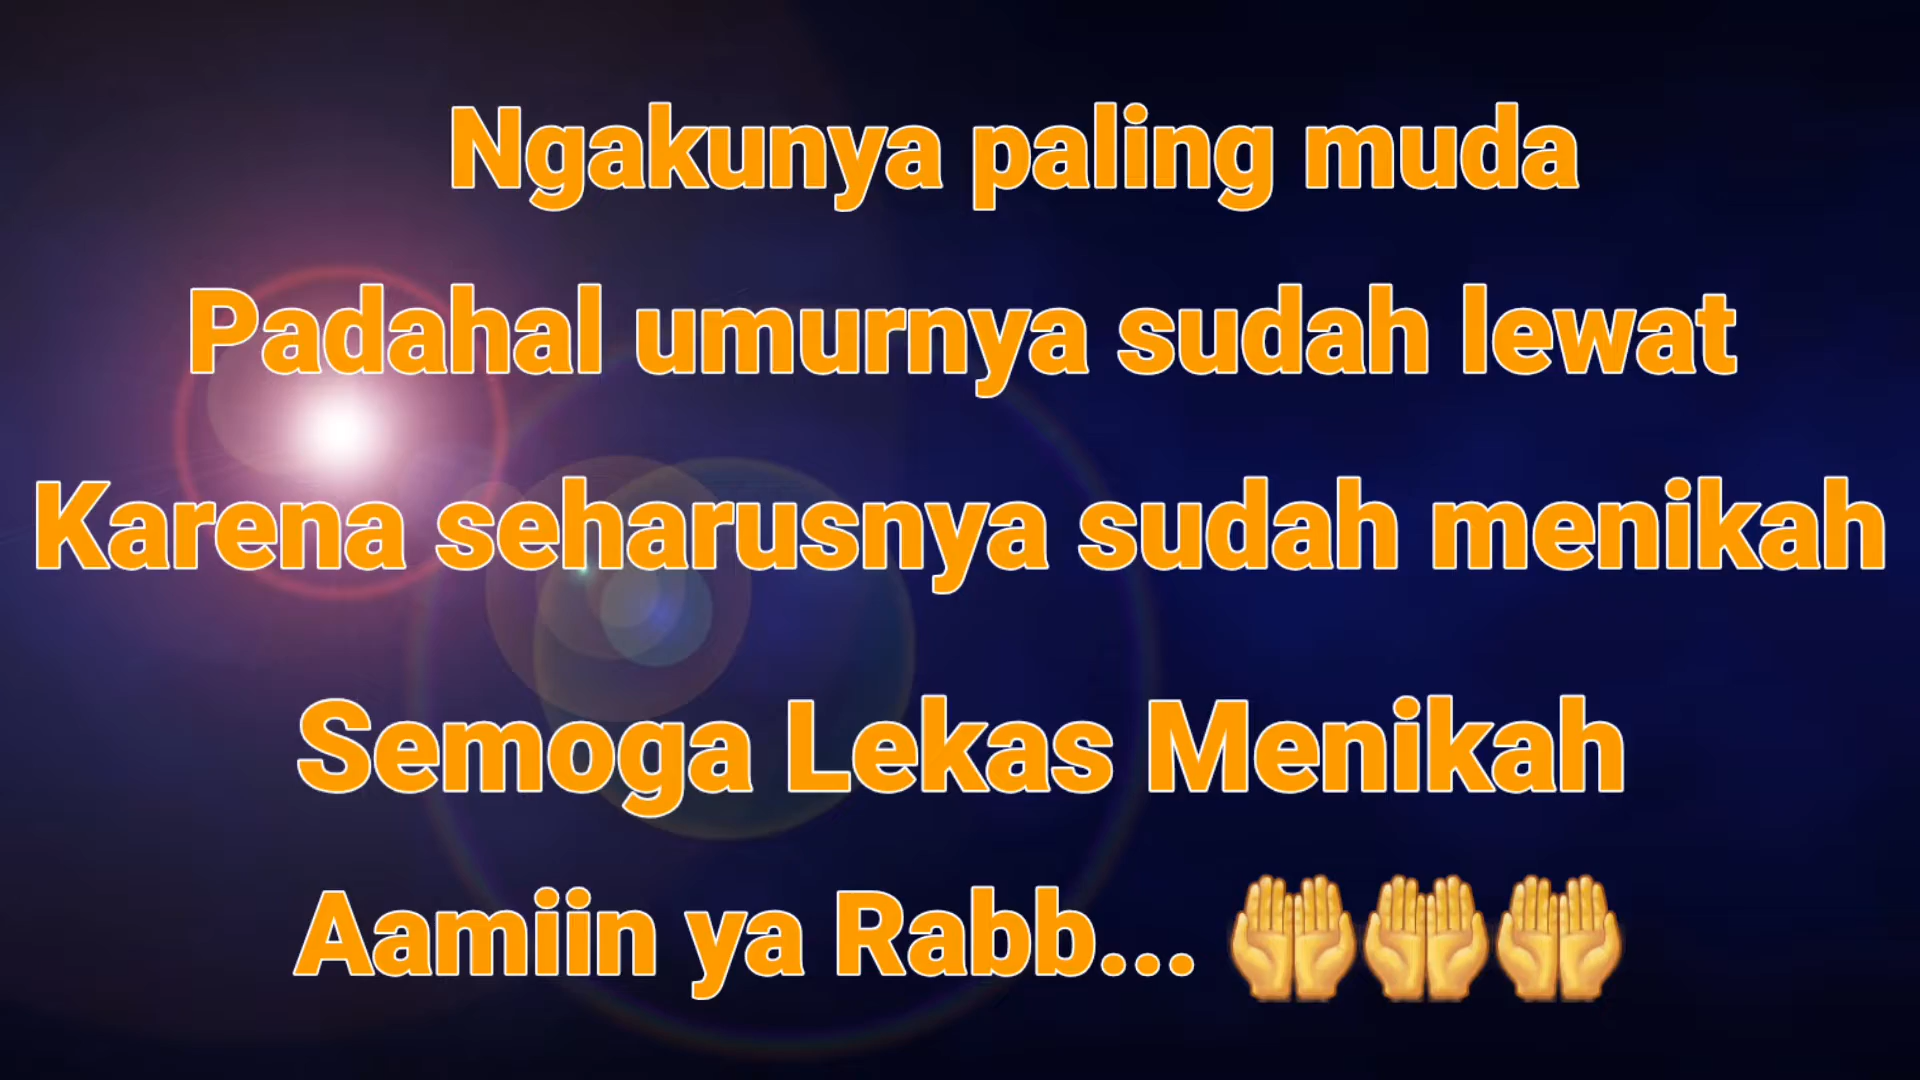 Ngakunya paling muda
Padahal umurnya sudah lewat
Karena seharusnya sudah menikah
Semoga Lekas Menikah
Aamiin ya Rabb... 🤲🤲🤲